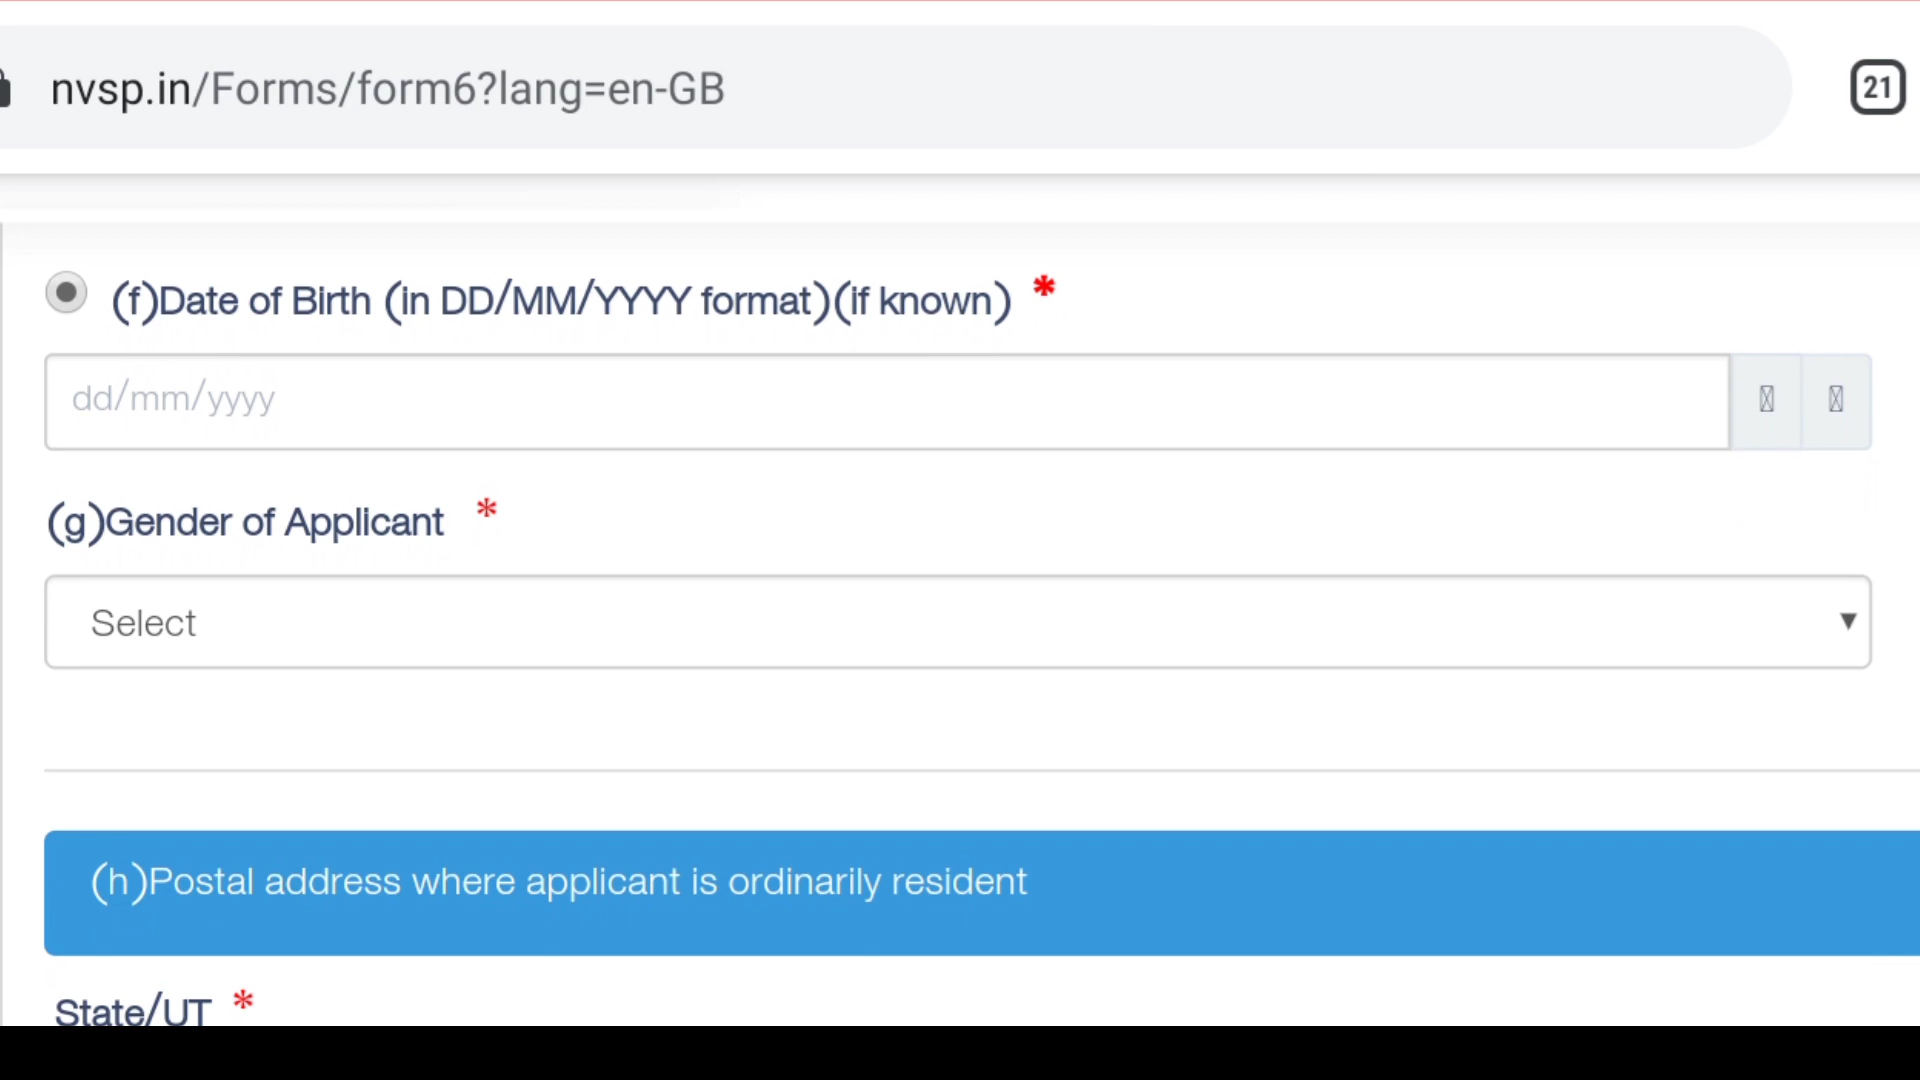 nvsp.in/Forms/form6?lang=en-GB
21
(f)Date of Birth (in DD/MM/YYYY format)(if known) *
dd/mm/yyyy
(g)Gender of Applicant *
Select
(h)Postal address where applicant is ordinarily resident
State/UT *